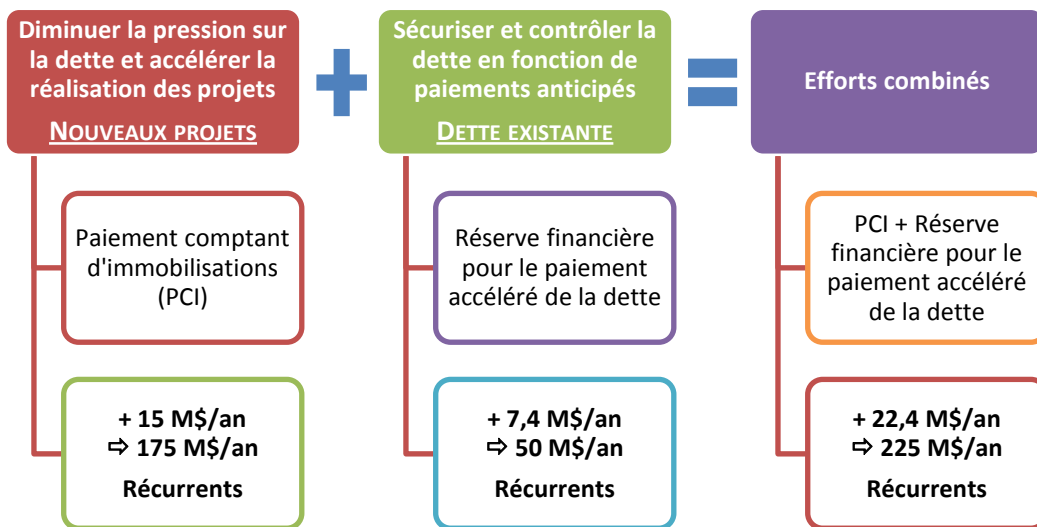 Diminuer la pression sur
la dette et accélérer la
réalisation des projets
NOUVEAUX PROJETS
+
Sécuriser et contrôler la
dette en fonction de
paiements anticipés
DETTE EXISTANTE
=
Efforts combinés
Paiement comptant
d'immobilisations
(PCI)
Réserve financière
pour le paiement
accéléré de la dette
PCI + Réserve
financière pour le
paiement accéléré
de la dette
+ 15 M$/an
⇨ 175 M$/an
Récurrents
+ 7,4 M$/an
⇨ 50 M$/an
Récurrents
+ 22,4 M$/an
⇨ 225 M$/an
Récurrents